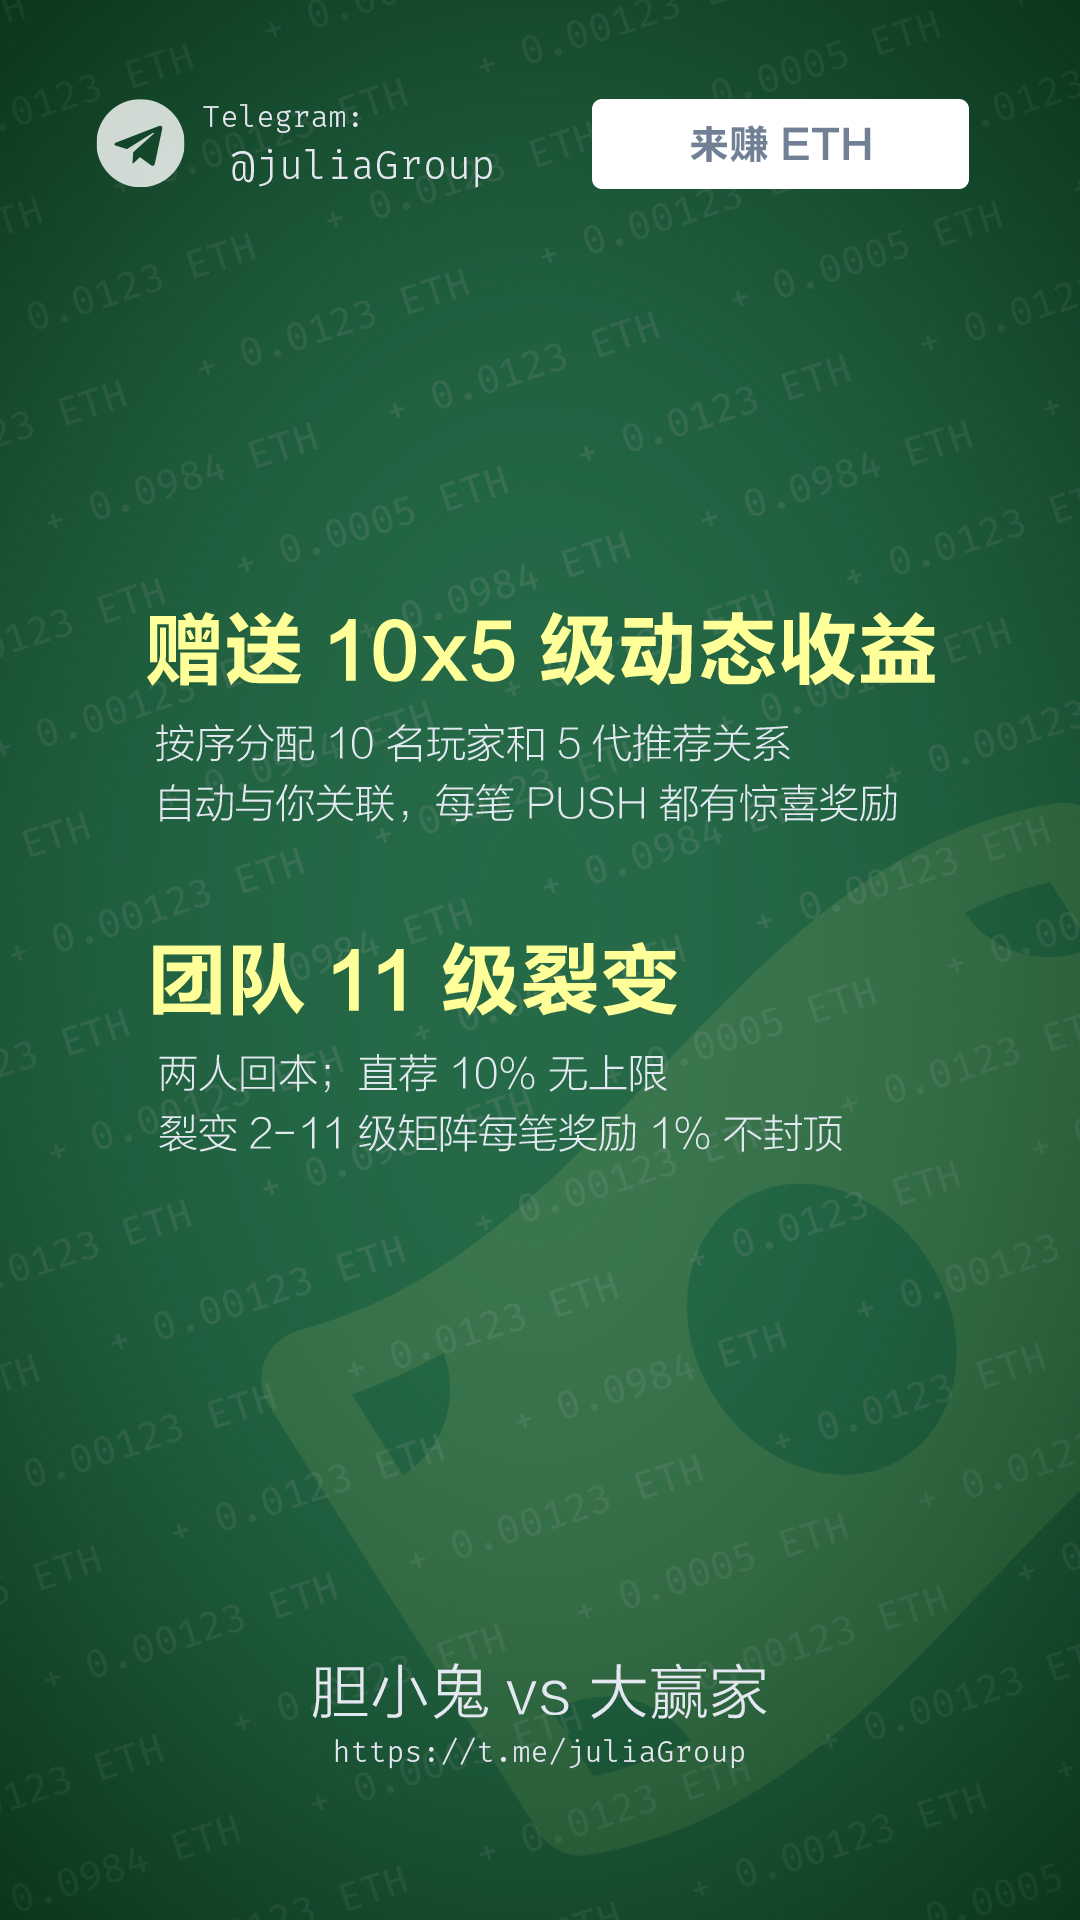 Telegram:
@juliaGroup
来赚 ETH
赠送 10x5 级动态收益
按序分配 10 名玩家和 5 代推荐关系
自动与你关联，每笔 PUSH 都有惊喜奖励
团队 11 级裂变
两人回本；直荐 10% 无上限
裂变 2-11 级矩阵每笔奖励 1% 不封顶
胆小鬼 vs 大赢家
https://t.me/juliaGroup